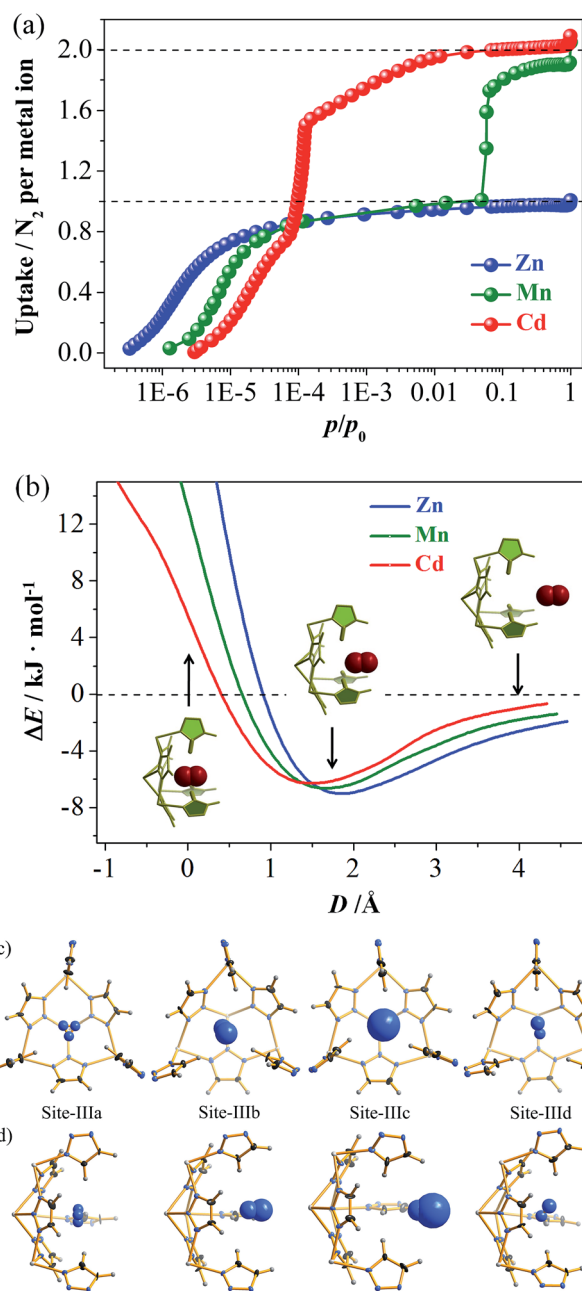 (a)
Uptake / N₂ per metal ion
2.0
1.6
1.2
0.8
0.4
0.0
Zn
Mn
Cd
1E-6 1E-5 1E-4 1E-3 0.01 0.1 1
p/p₀
(b)
ΔE / kJ · mol⁻¹
12
8
4
0
-4
-8
Zn
Mn
Cd
-1 0 1 2 3 4
D /Å
c)
Site-IIIa Site-IIIb Site-IIIc Site-IIId
d)